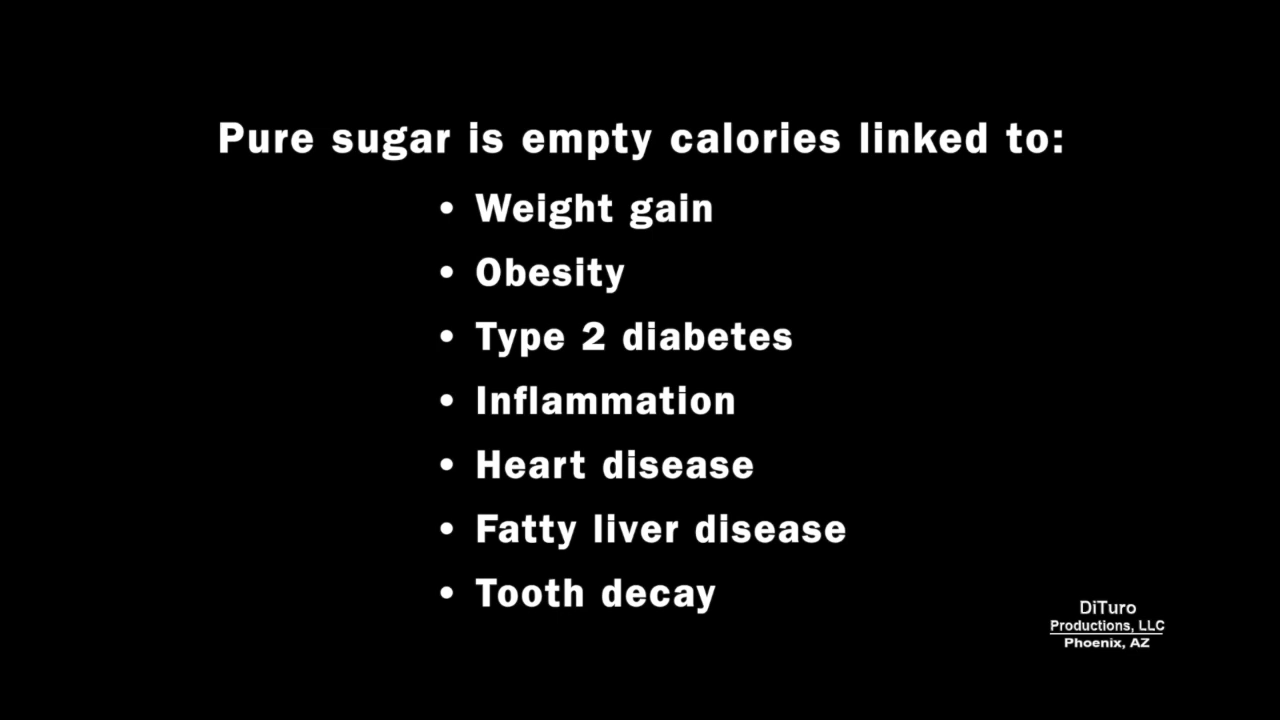 Pure sugar is empty calories linked to:
• Weight gain
• Obesity
• Type 2 diabetes
• Inflammation
• Heart disease
• Fatty liver disease
• Tooth decay
DiTuro
Productions, LLC
Phoenix, AZ